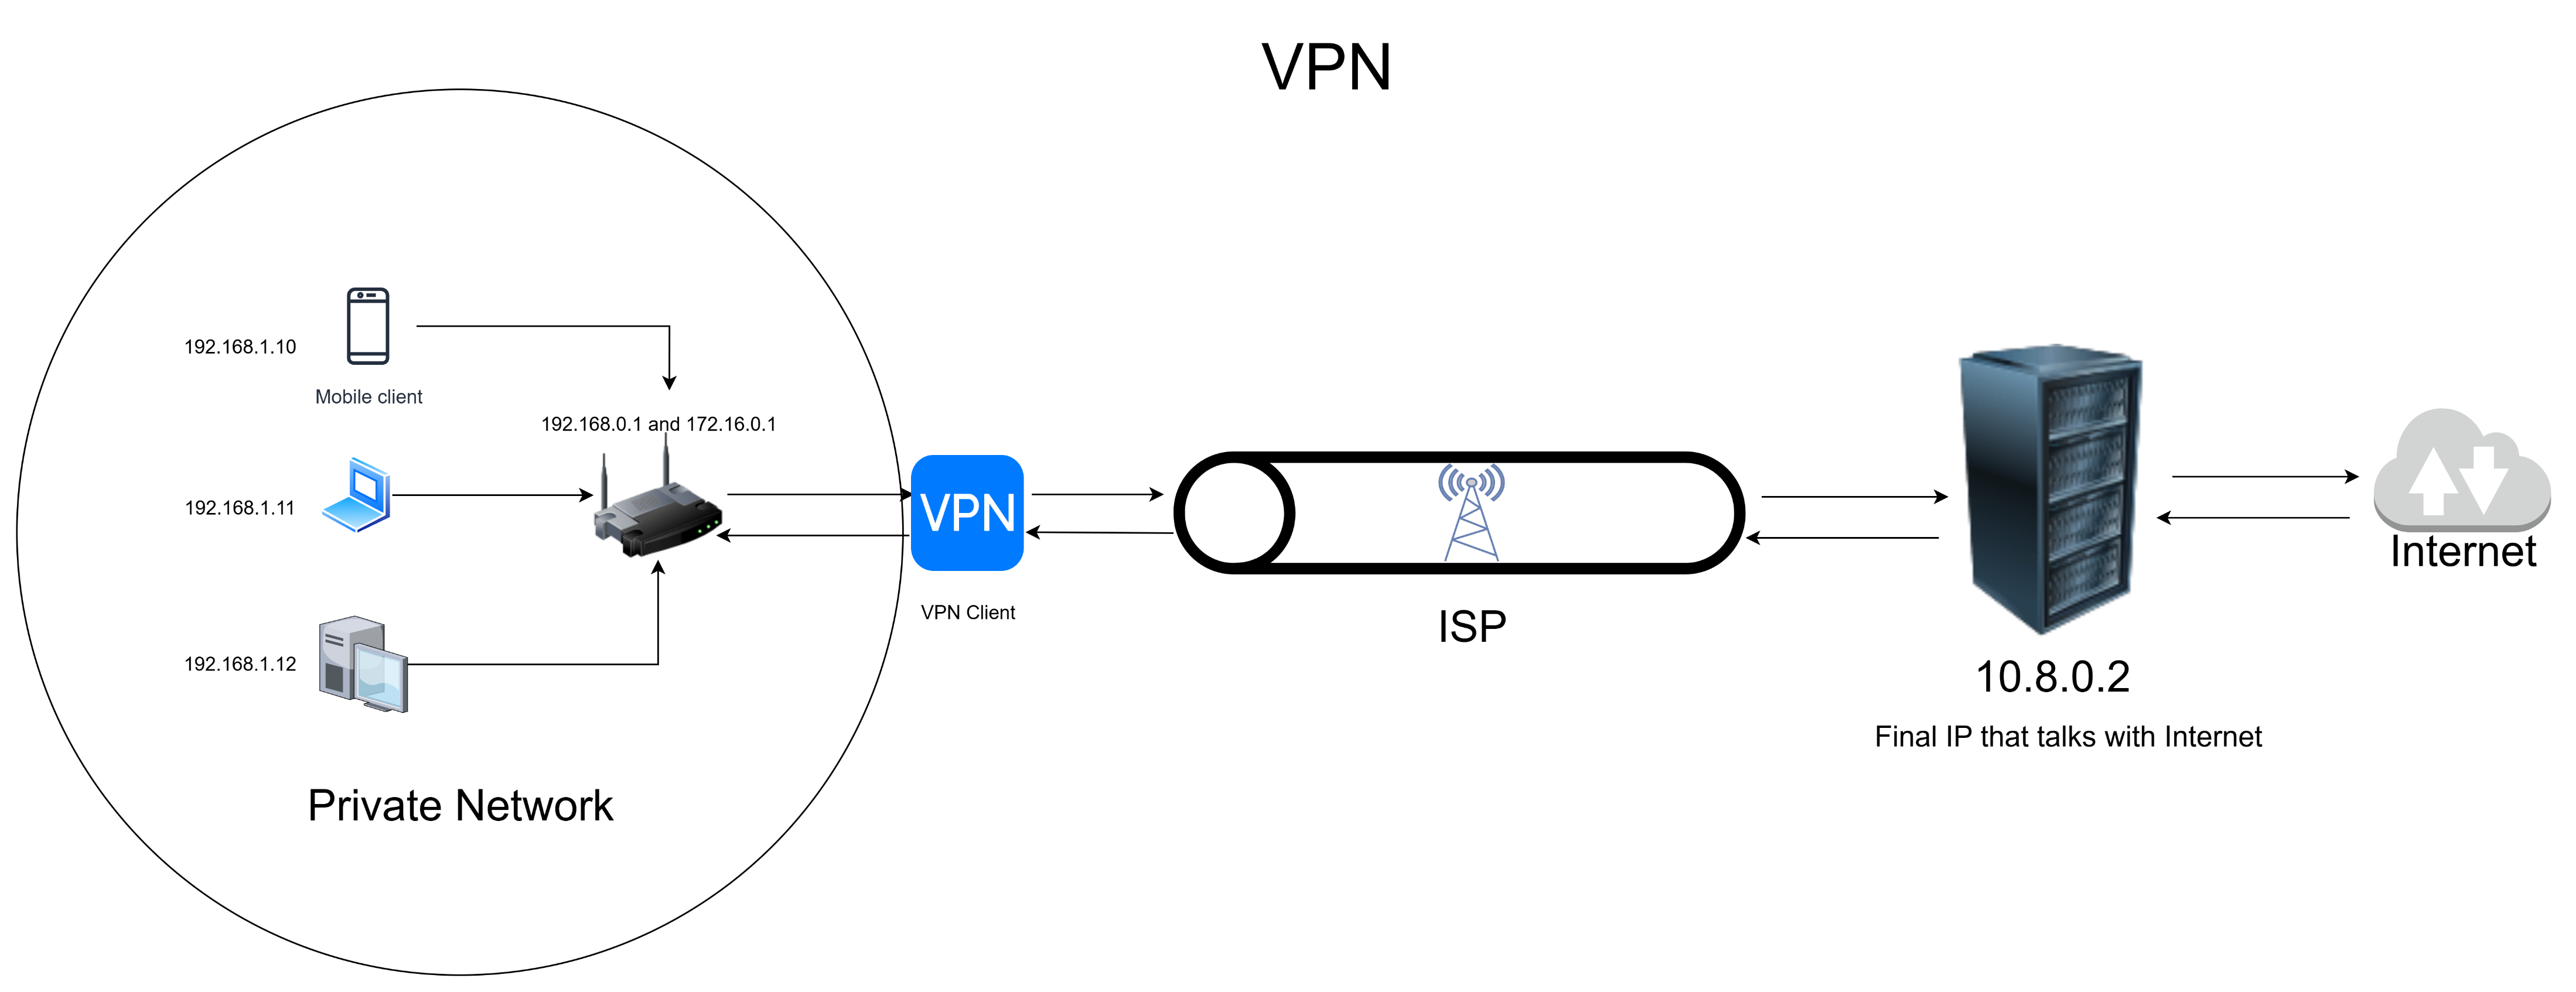 VPN
192.168.1.10
Mobile client
192.168.0.1 and 172.16.0.1
192.168.1.11
VPN
VPN Client
192.168.1.12
Private Network
ISP
10.8.0.2
Final IP that talks with Internet
Internet